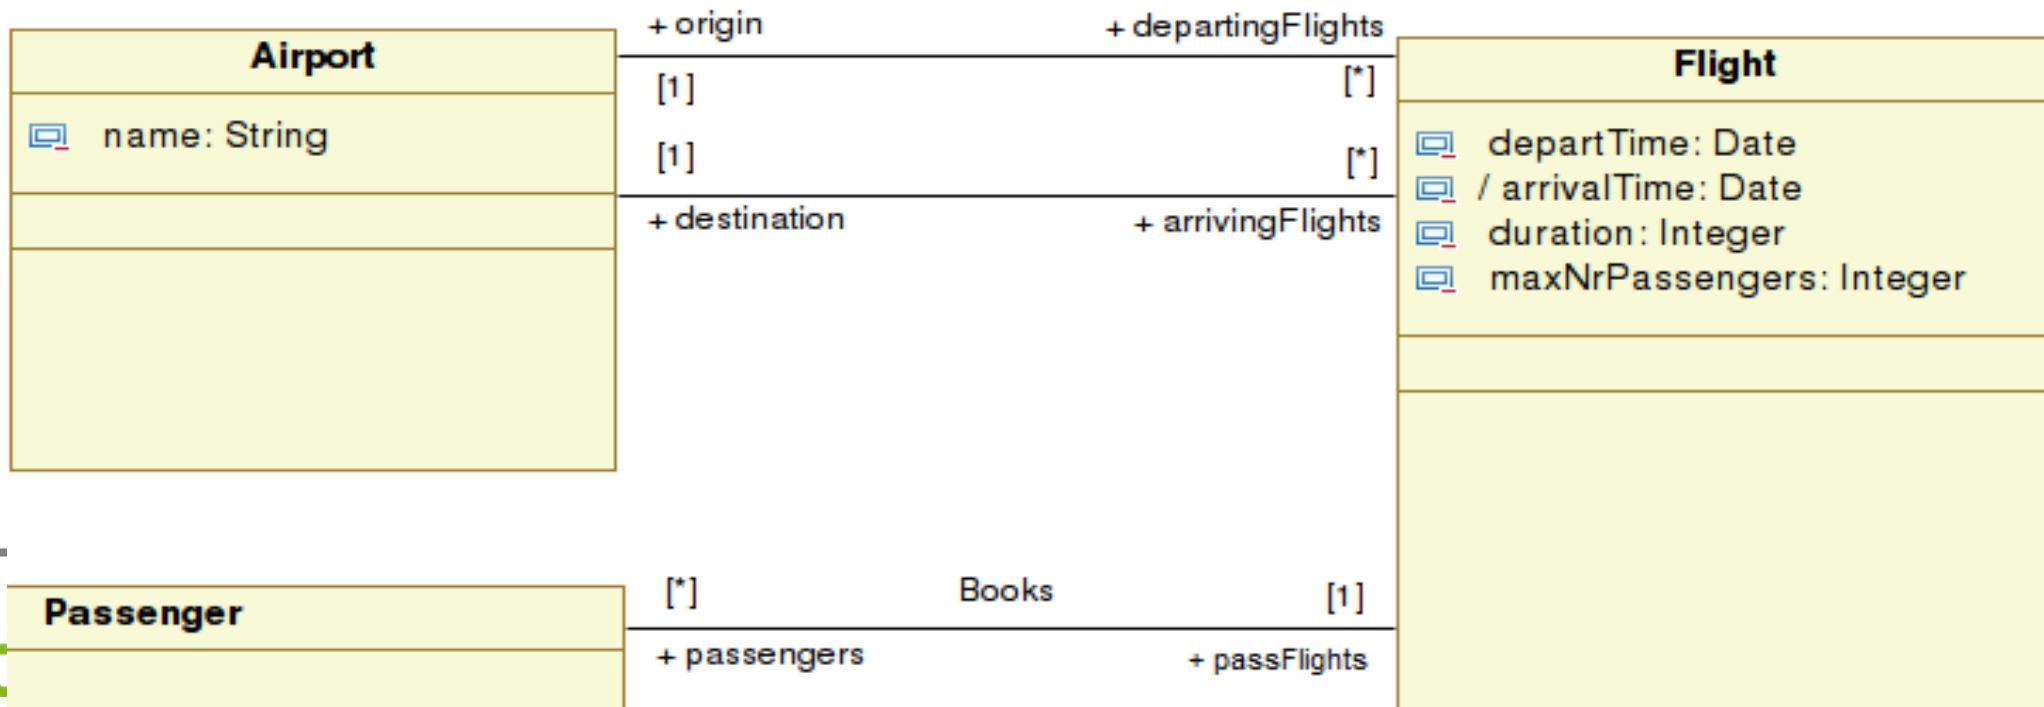 Airport
name: String
+ origin
+ departingFlights
[1]
[*]
[1]
[*]
+ destination
+ arrivingFlights
Flight
departTime: Date
/ arrivalTime: Date
duration: Integer
maxNrPassengers: Integer
Passenger
[*]
Books
[1]
+ passengers
+ passFlights